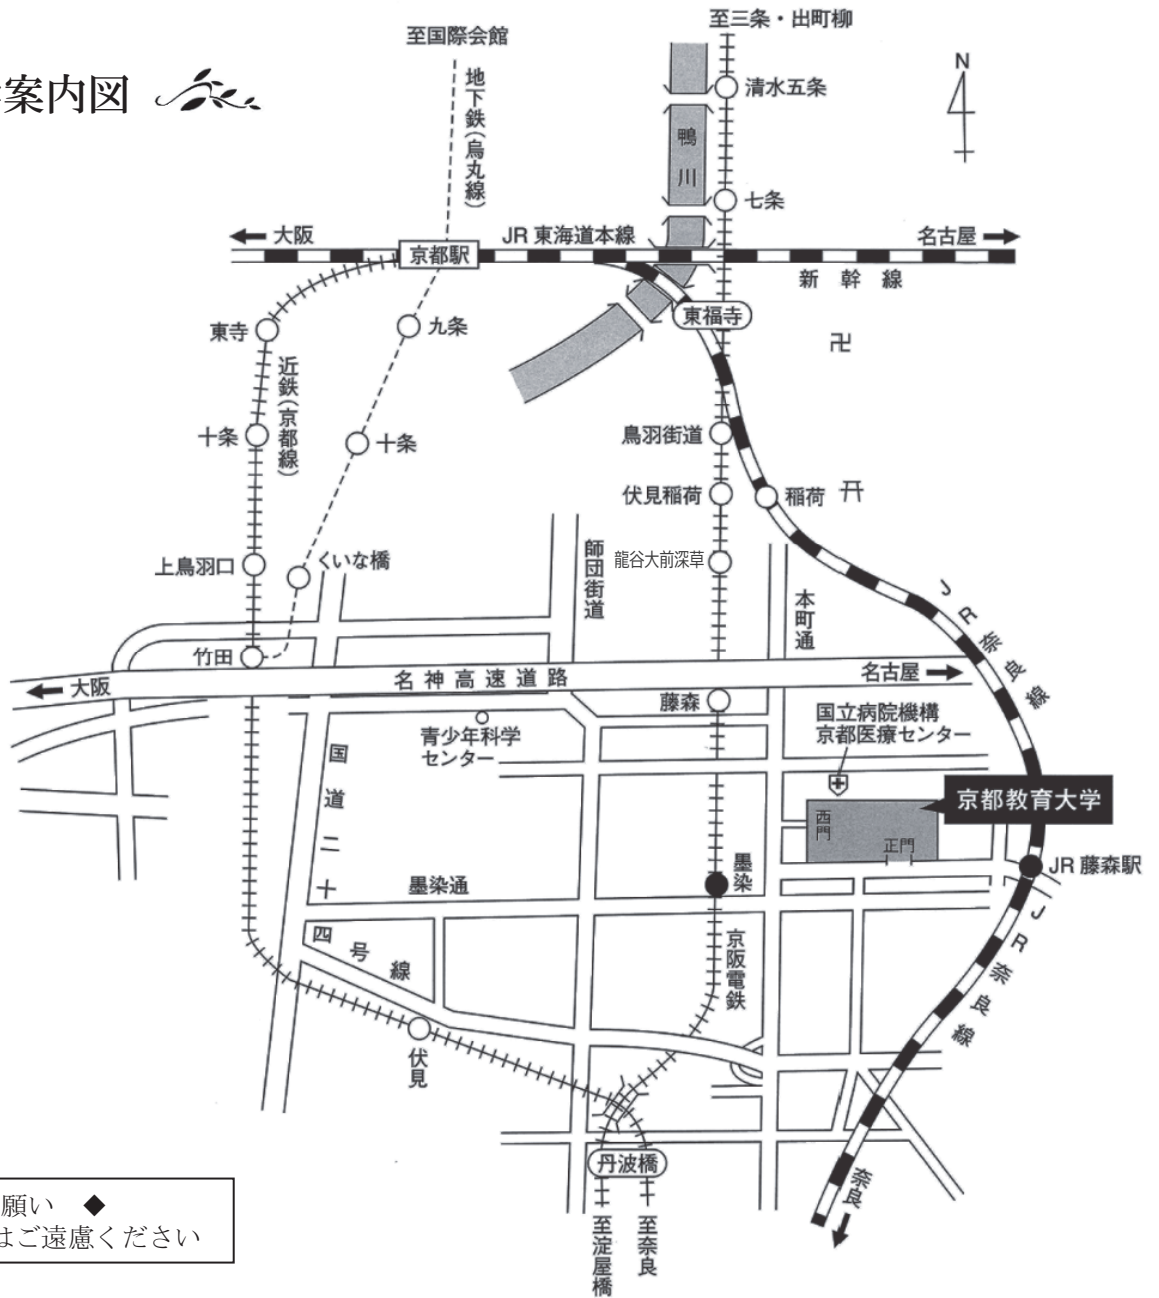 至三条・出町柳
至国際会館
地下鉄（烏丸線）
N
案内図
清水五条
鴨川
七条
大阪
JR 東海道本線
名古屋
京都駅
新幹線
東福寺
東寺
九条
卍
近鉄（京都線）
十条
十条
鳥羽街道
伏見稲荷
稲荷
上鳥羽口
くいな橋
師団街道
龍谷大前深草
本町通
JR奈良線
竹田
大阪
名神高速道路
名古屋
藤森
国立病院機構
京都医療センター
青少年科学
センター
国道二十四号線
京都教育大学
西門
正門
墨染
JR 藤森駅
墨染通
京阪電鉄
JR奈良線
伏見
丹波橋
奈良
至淀屋橋
至奈良
願い ◆
はご遠慮ください